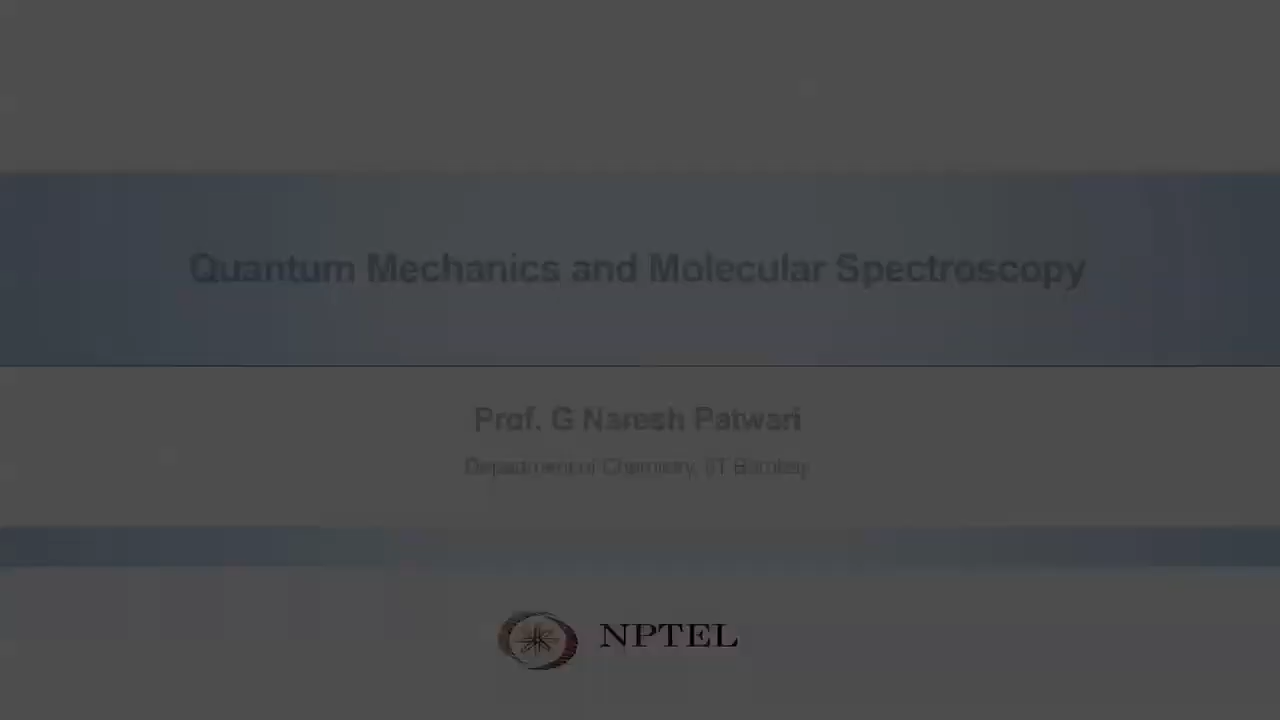 Quantum Mechanics and Molecular Spectroscopy
Prof. G Naresh Patwari
Department of Chemistry, IIT Bombay
NPTEL